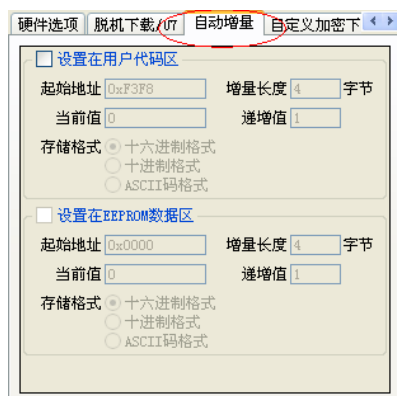 硬件选项 脱机下载/U7 自动增量 自定义加密下
设置在用户代码区
起始地址 0xF3F8 增量长度 4 字节
当前值 0 递增值 1
存储格式 十六进制格式
十进制格式
ASCII码格式
设置在EEPROM数据区
起始地址 0x0000 增量长度 4 字节
当前值 0 递增值 1
存储格式 十六进制格式
十进制格式
ASCII码格式